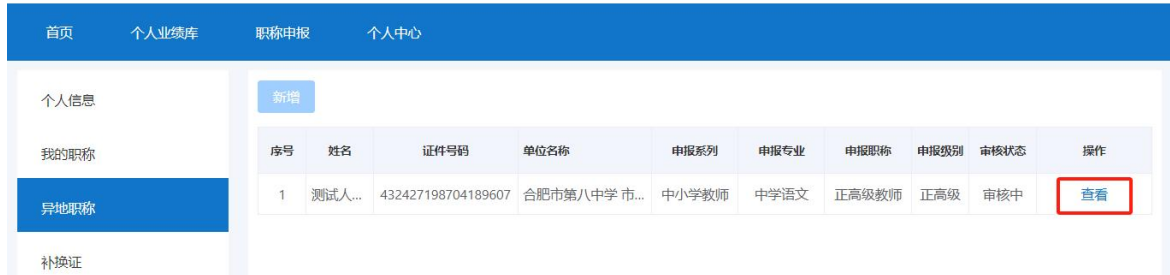 首页 个人业绩库 职称申报 个人中心
个人信息
新增
我的职称
序号 姓名 证件号码 单位名称 申报系列 申报专业 申报职称 申报级别 审核状态 操作
1 测试人... 432427198704189607 合肥市第八中学 市... 中小学教师 中学语文 正高级教师 正高级 审核中 查看
异地职称
补换证